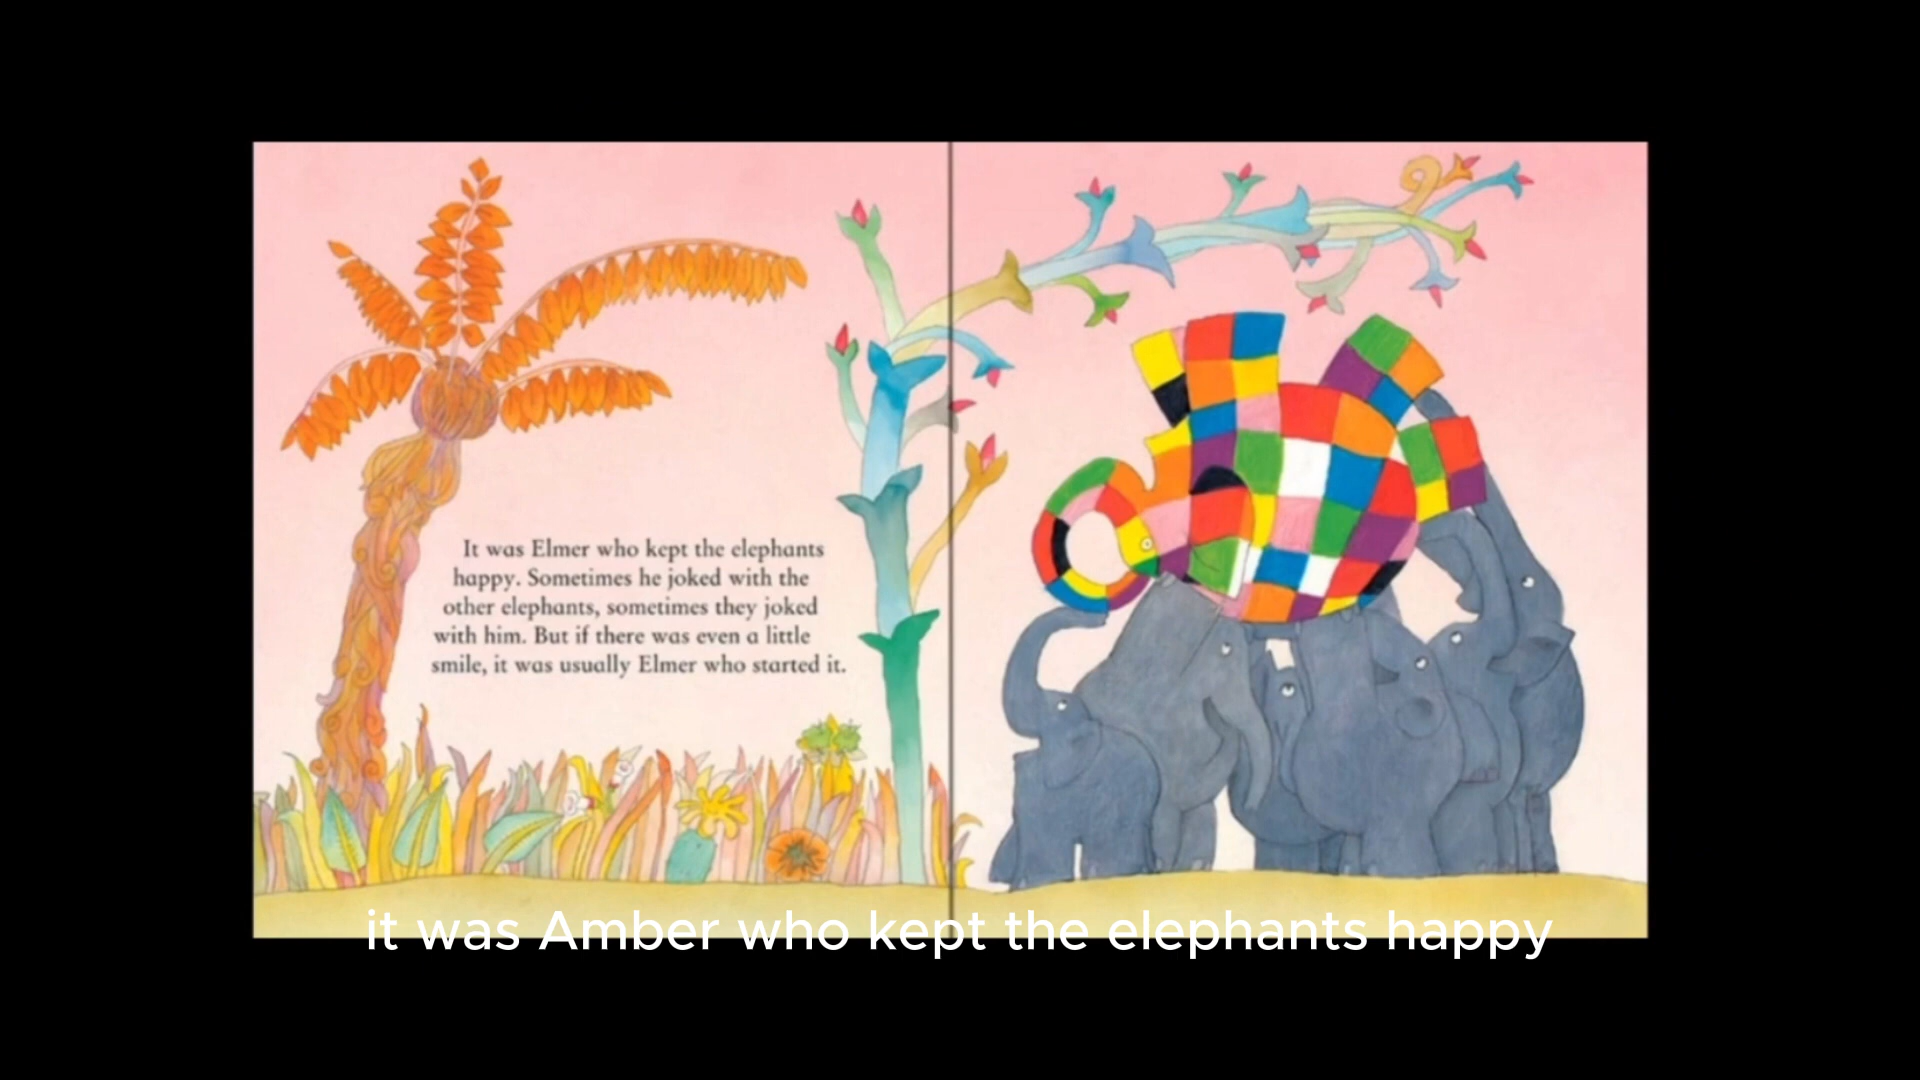 It was Elmer who kept the elephants
happy. Sometimes he joked with the
other elephants, sometimes they joked
with him. But if there was even a little
smile, it was usually Elmer who started it.
it was Amber who kept the elephants happy